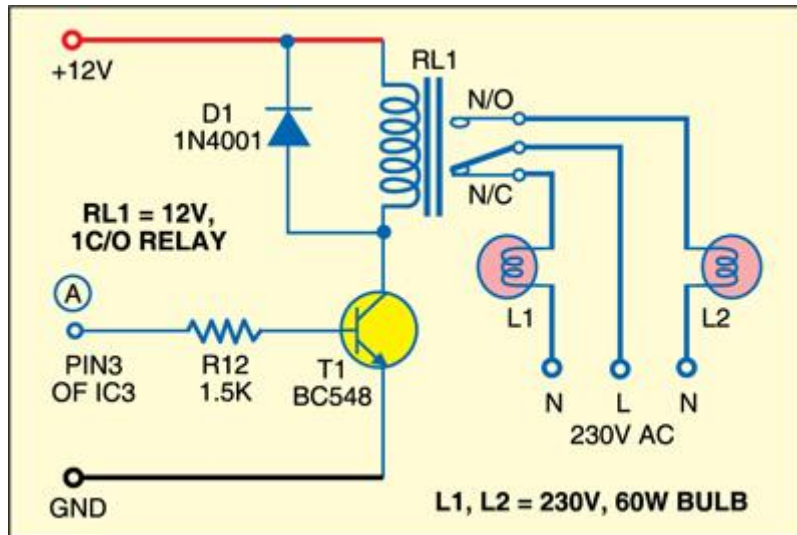 +12V
RL1
D1
1N4001
N/O
N/C
RL1 = 12V,
1C/O RELAY
A
PIN3
OF IC3
R12
1.5K
T1
BC548
L1
L2
N
L
N
230V AC
GND
L1, L2 = 230V, 60W BULB